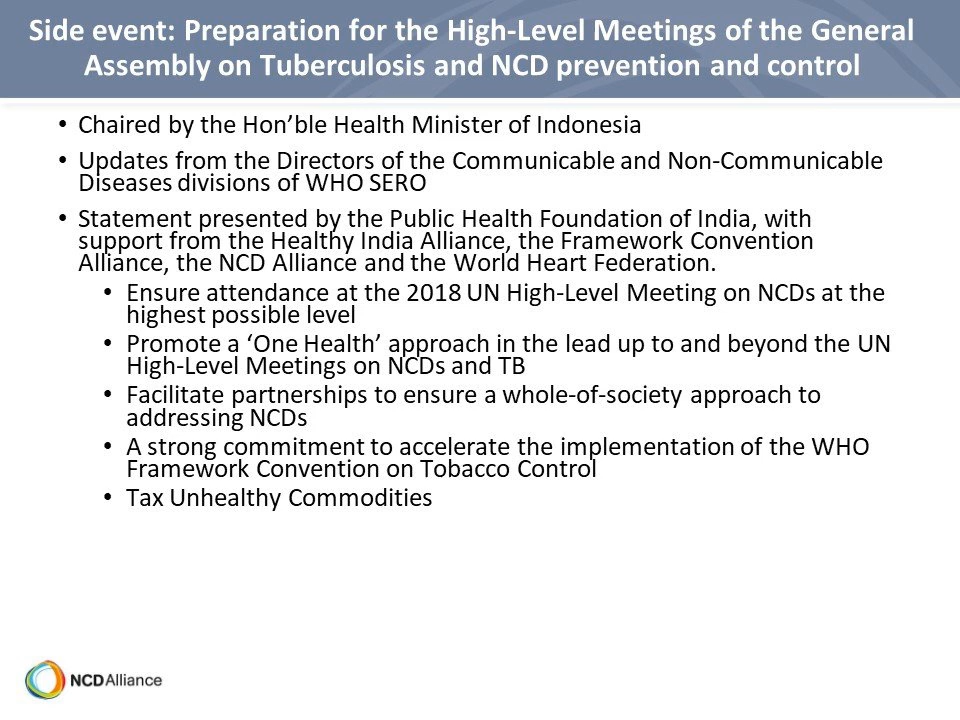 Side event: Preparation for the High-Level Meetings of the General
Assembly on Tuberculosis and NCD prevention and control
• Chaired by the Hon’ble Health Minister of Indonesia
• Updates from the Directors of the Communicable and Non-Communicable
Diseases divisions of WHO SERO
• Statement presented by the Public Health Foundation of India, with
support from the Healthy India Alliance, the Framework Convention
Alliance, the NCD Alliance and the World Heart Federation.
• Ensure attendance at the 2018 UN High-Level Meeting on NCDs at the
highest possible level
• Promote a ‘One Health’ approach in the lead up to and beyond the UN
High-Level Meetings on NCDs and TB
• Facilitate partnerships to ensure a whole-of-society approach to
addressing NCDs
• A strong commitment to accelerate the implementation of the WHO
Framework Convention on Tobacco Control
• Tax Unhealthy Commodities
NCD Alliance